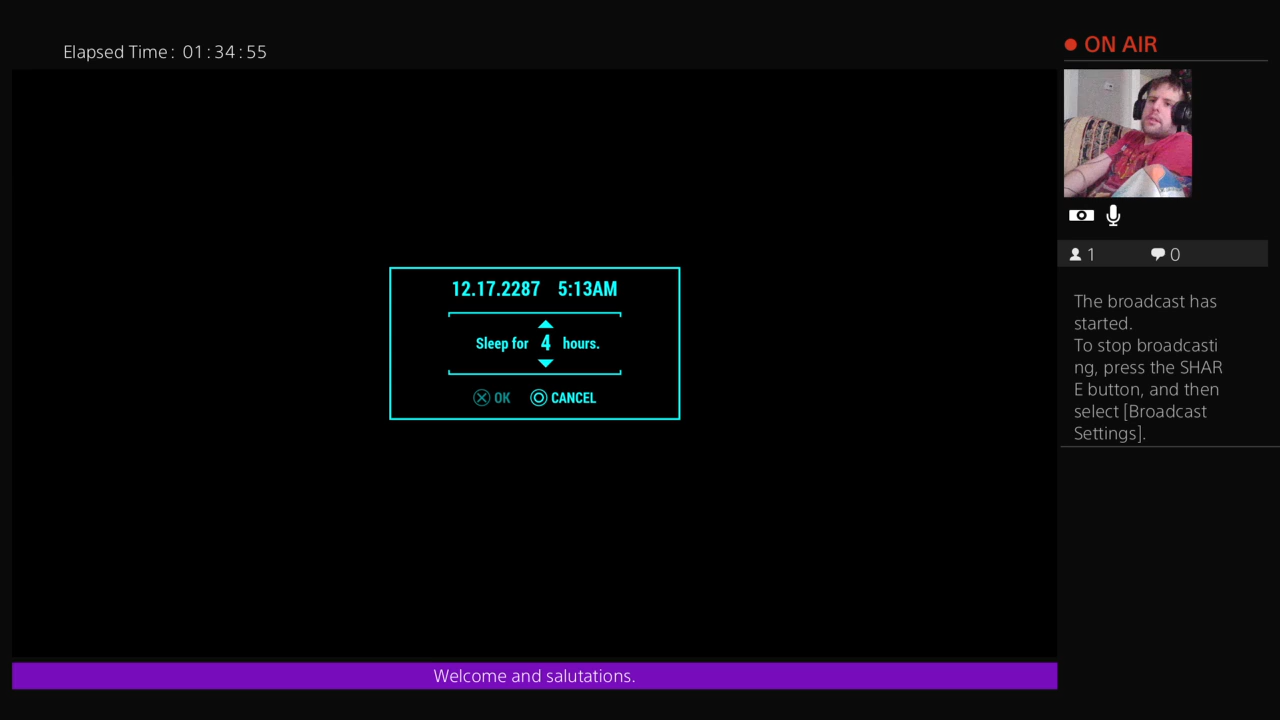 Elapsed Time: 01:34:55
ON AIR
1 0
12.17.2287 5:13AM
Sleep for 4 hours.
OK CANCEL
The broadcast has
started.
To stop broadcasti
ng, press the SHAR
E button, and then
select [Broadcast
Settings].
Welcome and salutations.